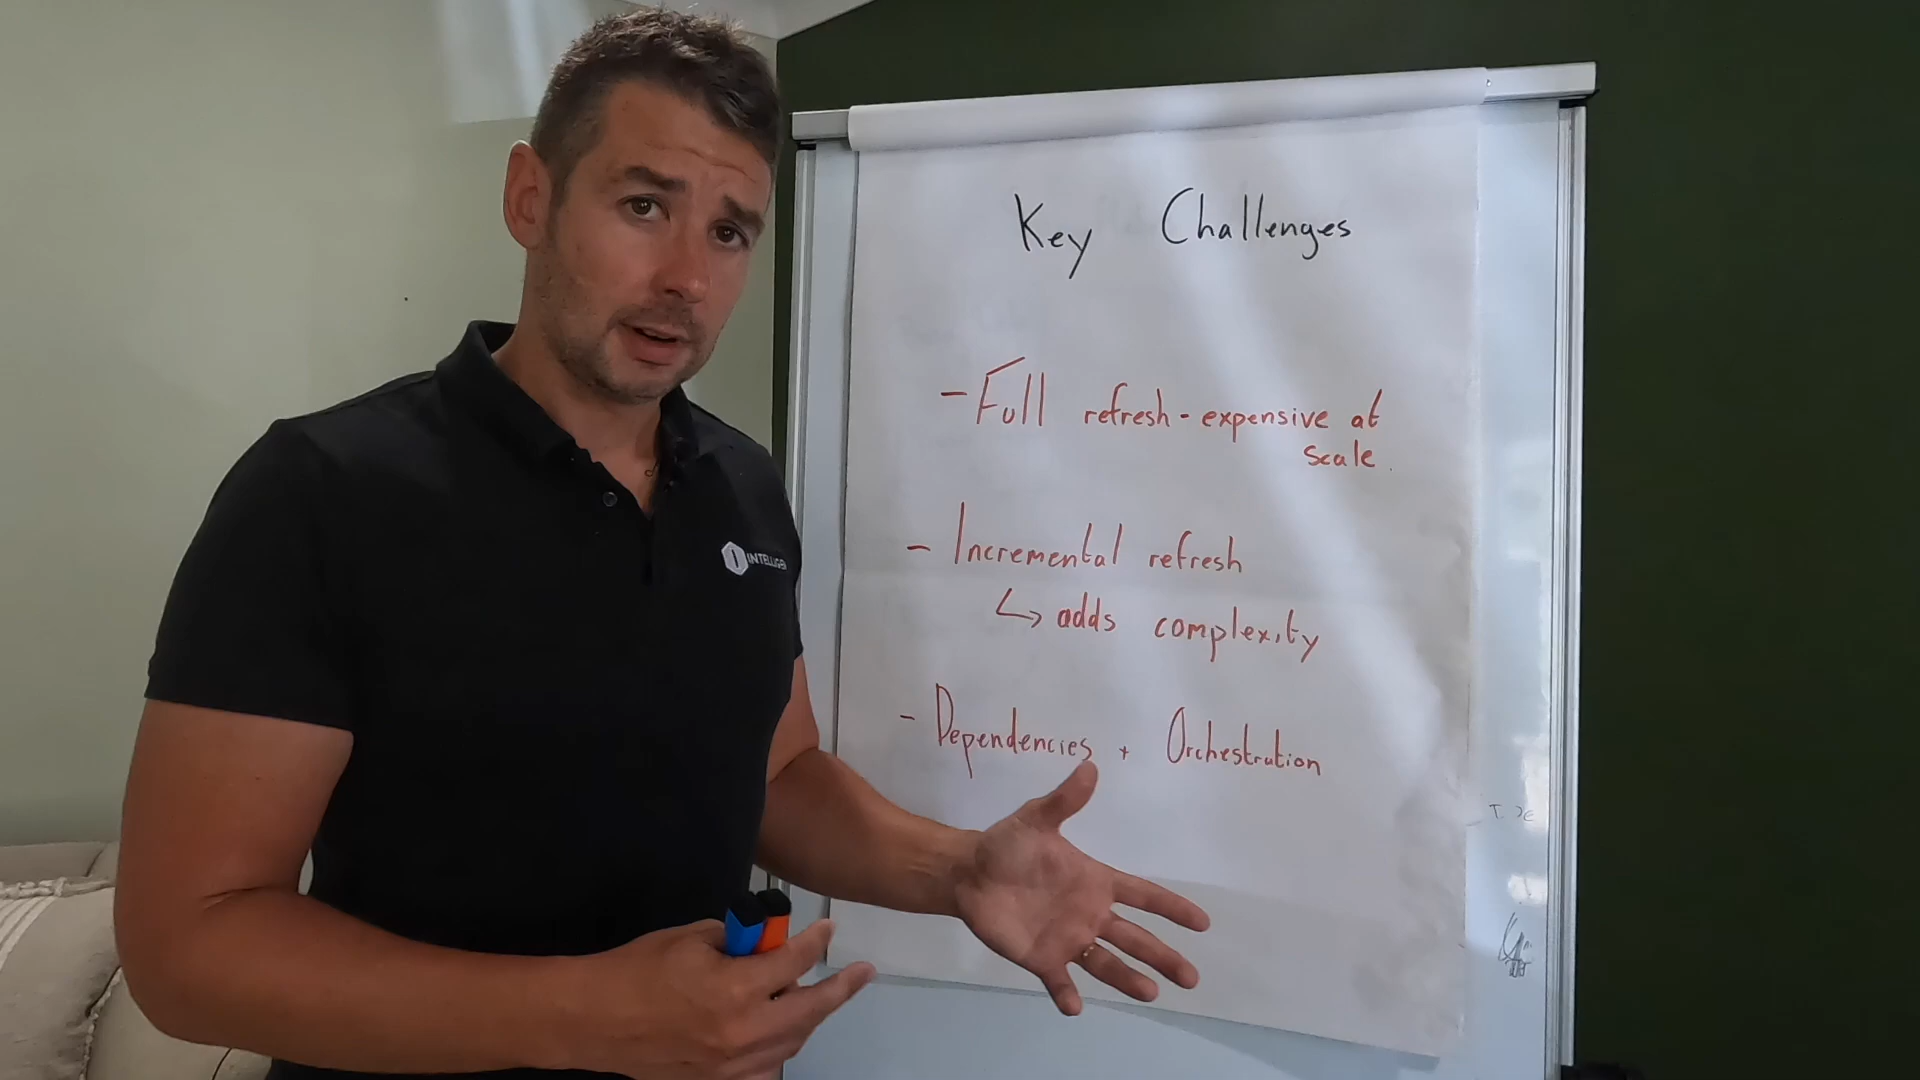 Key Challenges
- Full refresh - expensive at
scale.
- Incremental refresh
↳ adds complexity
- Dependencies + Orchestration